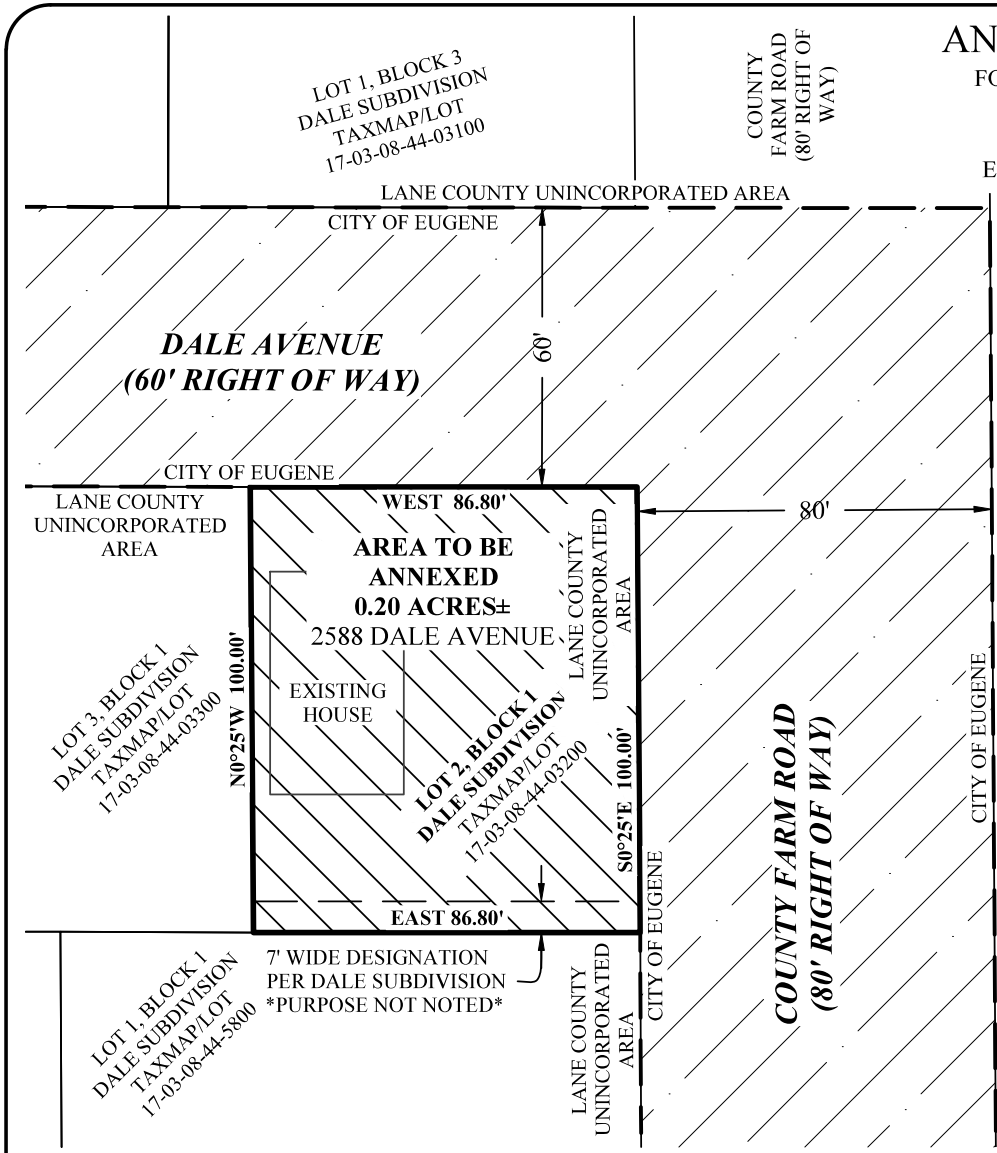 AN
FO
E
LOT 1, BLOCK 3
DALE SUBDIVISION
TAXMAP/LOT
17-03-08-44-03100
COUNTY
FARM ROAD
(80' RIGHT OF
WAY)
LANE COUNTY UNINCORPORATED AREA
CITY OF EUGENE
DALE AVENUE
(60' RIGHT OF WAY)
60'
CITY OF EUGENE
LANE COUNTY
UNINCORPORATED
AREA
WEST 86.80'
80'
AREA TO BE
ANNEXED
0.20 ACRES±
2588 DALE AVENUE
LANE COUNTY
UNINCORPORATED
AREA
EXISTING
HOUSE
N0°25'W 100.00'
LOT 3, BLOCK 1
DALE SUBDIVISION
TAXMAP/LOT
17-03-08-44-03300
LOT 2, BLOCK 1
DALE SUBDIVISION
TAXMAP/LOT
17-03-08-44-03200
S0°25'E 100.00'
CITY OF EUGENE
COUNTY FARM ROAD
(80' RIGHT OF WAY)
CITY OF EUGENE
EAST 86.80'
7' WIDE DESIGNATION
PER DALE SUBDIVISION
*PURPOSE NOT NOTED*
LOT 1, BLOCK 1
DALE SUBDIVISION
TAXMAP/LOT
17-03-08-44-5800
LANE COUNTY
UNINCORPORATED
AREA